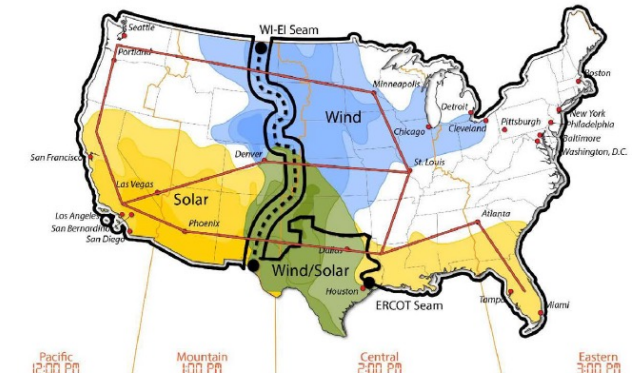 WI-EI Seam
Seattle
Portland
Minneapolis
Boston
Detroit
New York
Wind
Chicago
Cleveland
Pittsburgh
Philadelphia
Baltimore
San Francisco
Denver
St. Louis
Washington, D.C.
Las Vegas
Solar
Los Angeles
Phoenix
Atlanta
San Bernardino
San Diego
Dallas
Wind/Solar
Houston
ERCOT Seam
Tampa
Miami
Pacific
Mountain
Central
Eastern
12:00 PM
1:00 PM
2:00 PM
3:00 PM